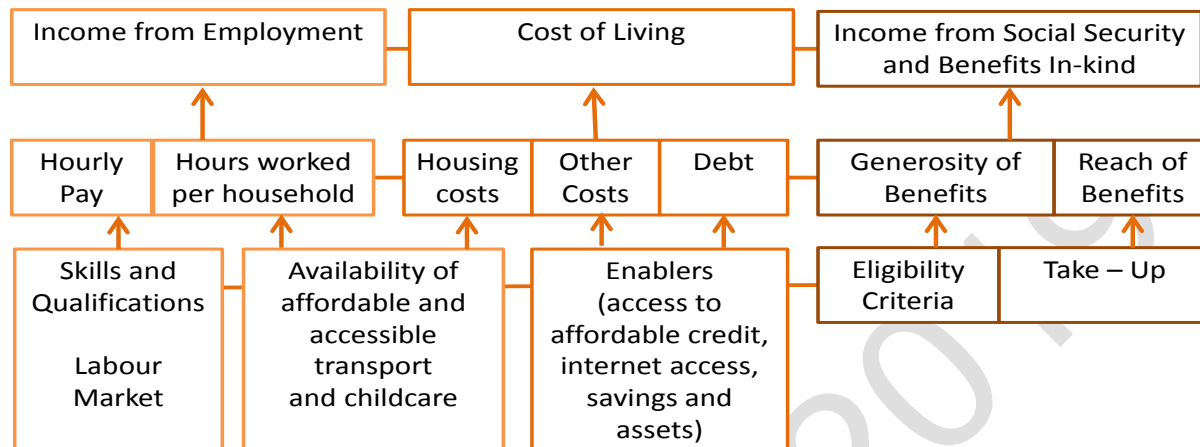 Income from Employment
Cost of Living
Income from Social Security
and Benefits In-kind
Hourly
Pay
Hours worked
per household
Housing
costs
Other
Costs
Debt
Generosity of
Benefits
Reach of
Benefits
Skills and
Qualifications
Labour
Market
Availability of
affordable and
accessible
transport
and childcare
Enablers
(access to
affordable credit,
internet access,
savings and
assets)
Eligibility
Criteria
Take – Up
2019